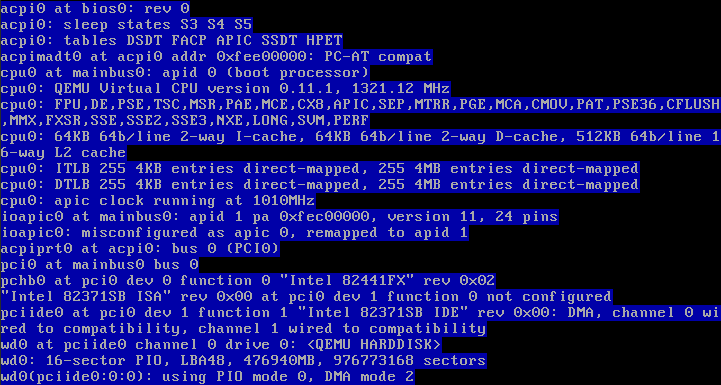 acpi0 at bios0: rev 0
acpi0: sleep states S3 S4 S5
acpi0: tables DSDT FACP APIC SSDT HPET
acpimadt0 at acpi0 addr 0xfee00000: PC-AT compat
cpu0 at mainbus0: apid 0 (boot processor)
cpu0: QEMU Virtual CPU version 0.11.1, 1321.12 MHz
cpu0: FPU,DE,PSE,TSC,MSR,PAE,MCE,CX8,APIC,SEP,MTRR,PGE,MCA,CMOV,PAT,PSE36,CFLUSH
,MMX,FXSR,SSE,SSE2,SSE3,NXE,LONG,SVM,PERF
cpu0: 64KB 64b/line 2-way I-cache, 64KB 64b/line 2-way D-cache, 512KB 64b/line 1
6-way L2 cache
cpu0: ITLB 255 4KB entries direct-mapped, 255 4MB entries direct-mapped
cpu0: DTLB 255 4KB entries direct-mapped, 255 4MB entries direct-mapped
cpu0: apic clock running at 1010MHz
ioapic0 at mainbus0: apid 1 pa 0xfec00000, version 11, 24 pins
ioapic0: misconfigured as apic 0, remapped to apid 1
acpiprt0 at acpi0: bus 0 (PCI0)
pci0 at mainbus0 bus 0
pchb0 at pci0 dev 0 function 0 "Intel 82441FX" rev 0x02
"Intel 82371SB ISA" rev 0x00 at pci0 dev 1 function 0 not configured
pciide0 at pci0 dev 1 function 1 "Intel 82371SB IDE" rev 0x00: DMA, channel 0 wi
red to compatibility, channel 1 wired to compatibility
wd0 at pciide0 channel 0 drive 0: <QEMU HARDDISK>
wd0: 16-sector PIO, LBA48, 476940MB, 976773168 sectors
wd0(pciide0:0:0): using PIO mode 0, DMA mode 2